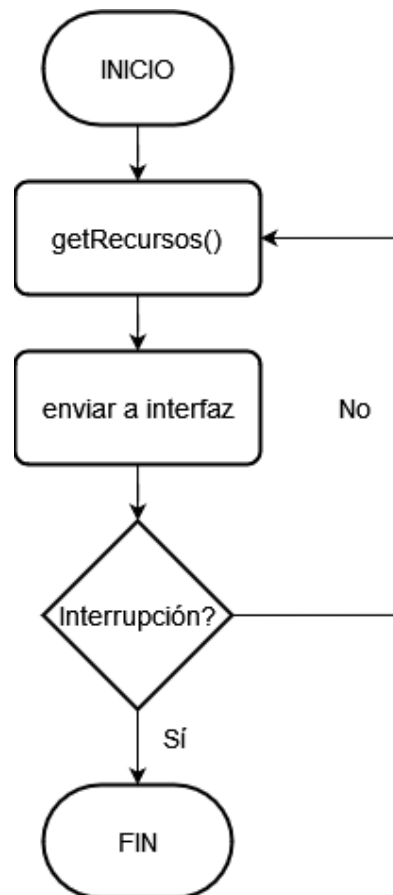 INICIO
getRecursos()
enviar a interfaz
No
Interrupción?
Sí
FIN